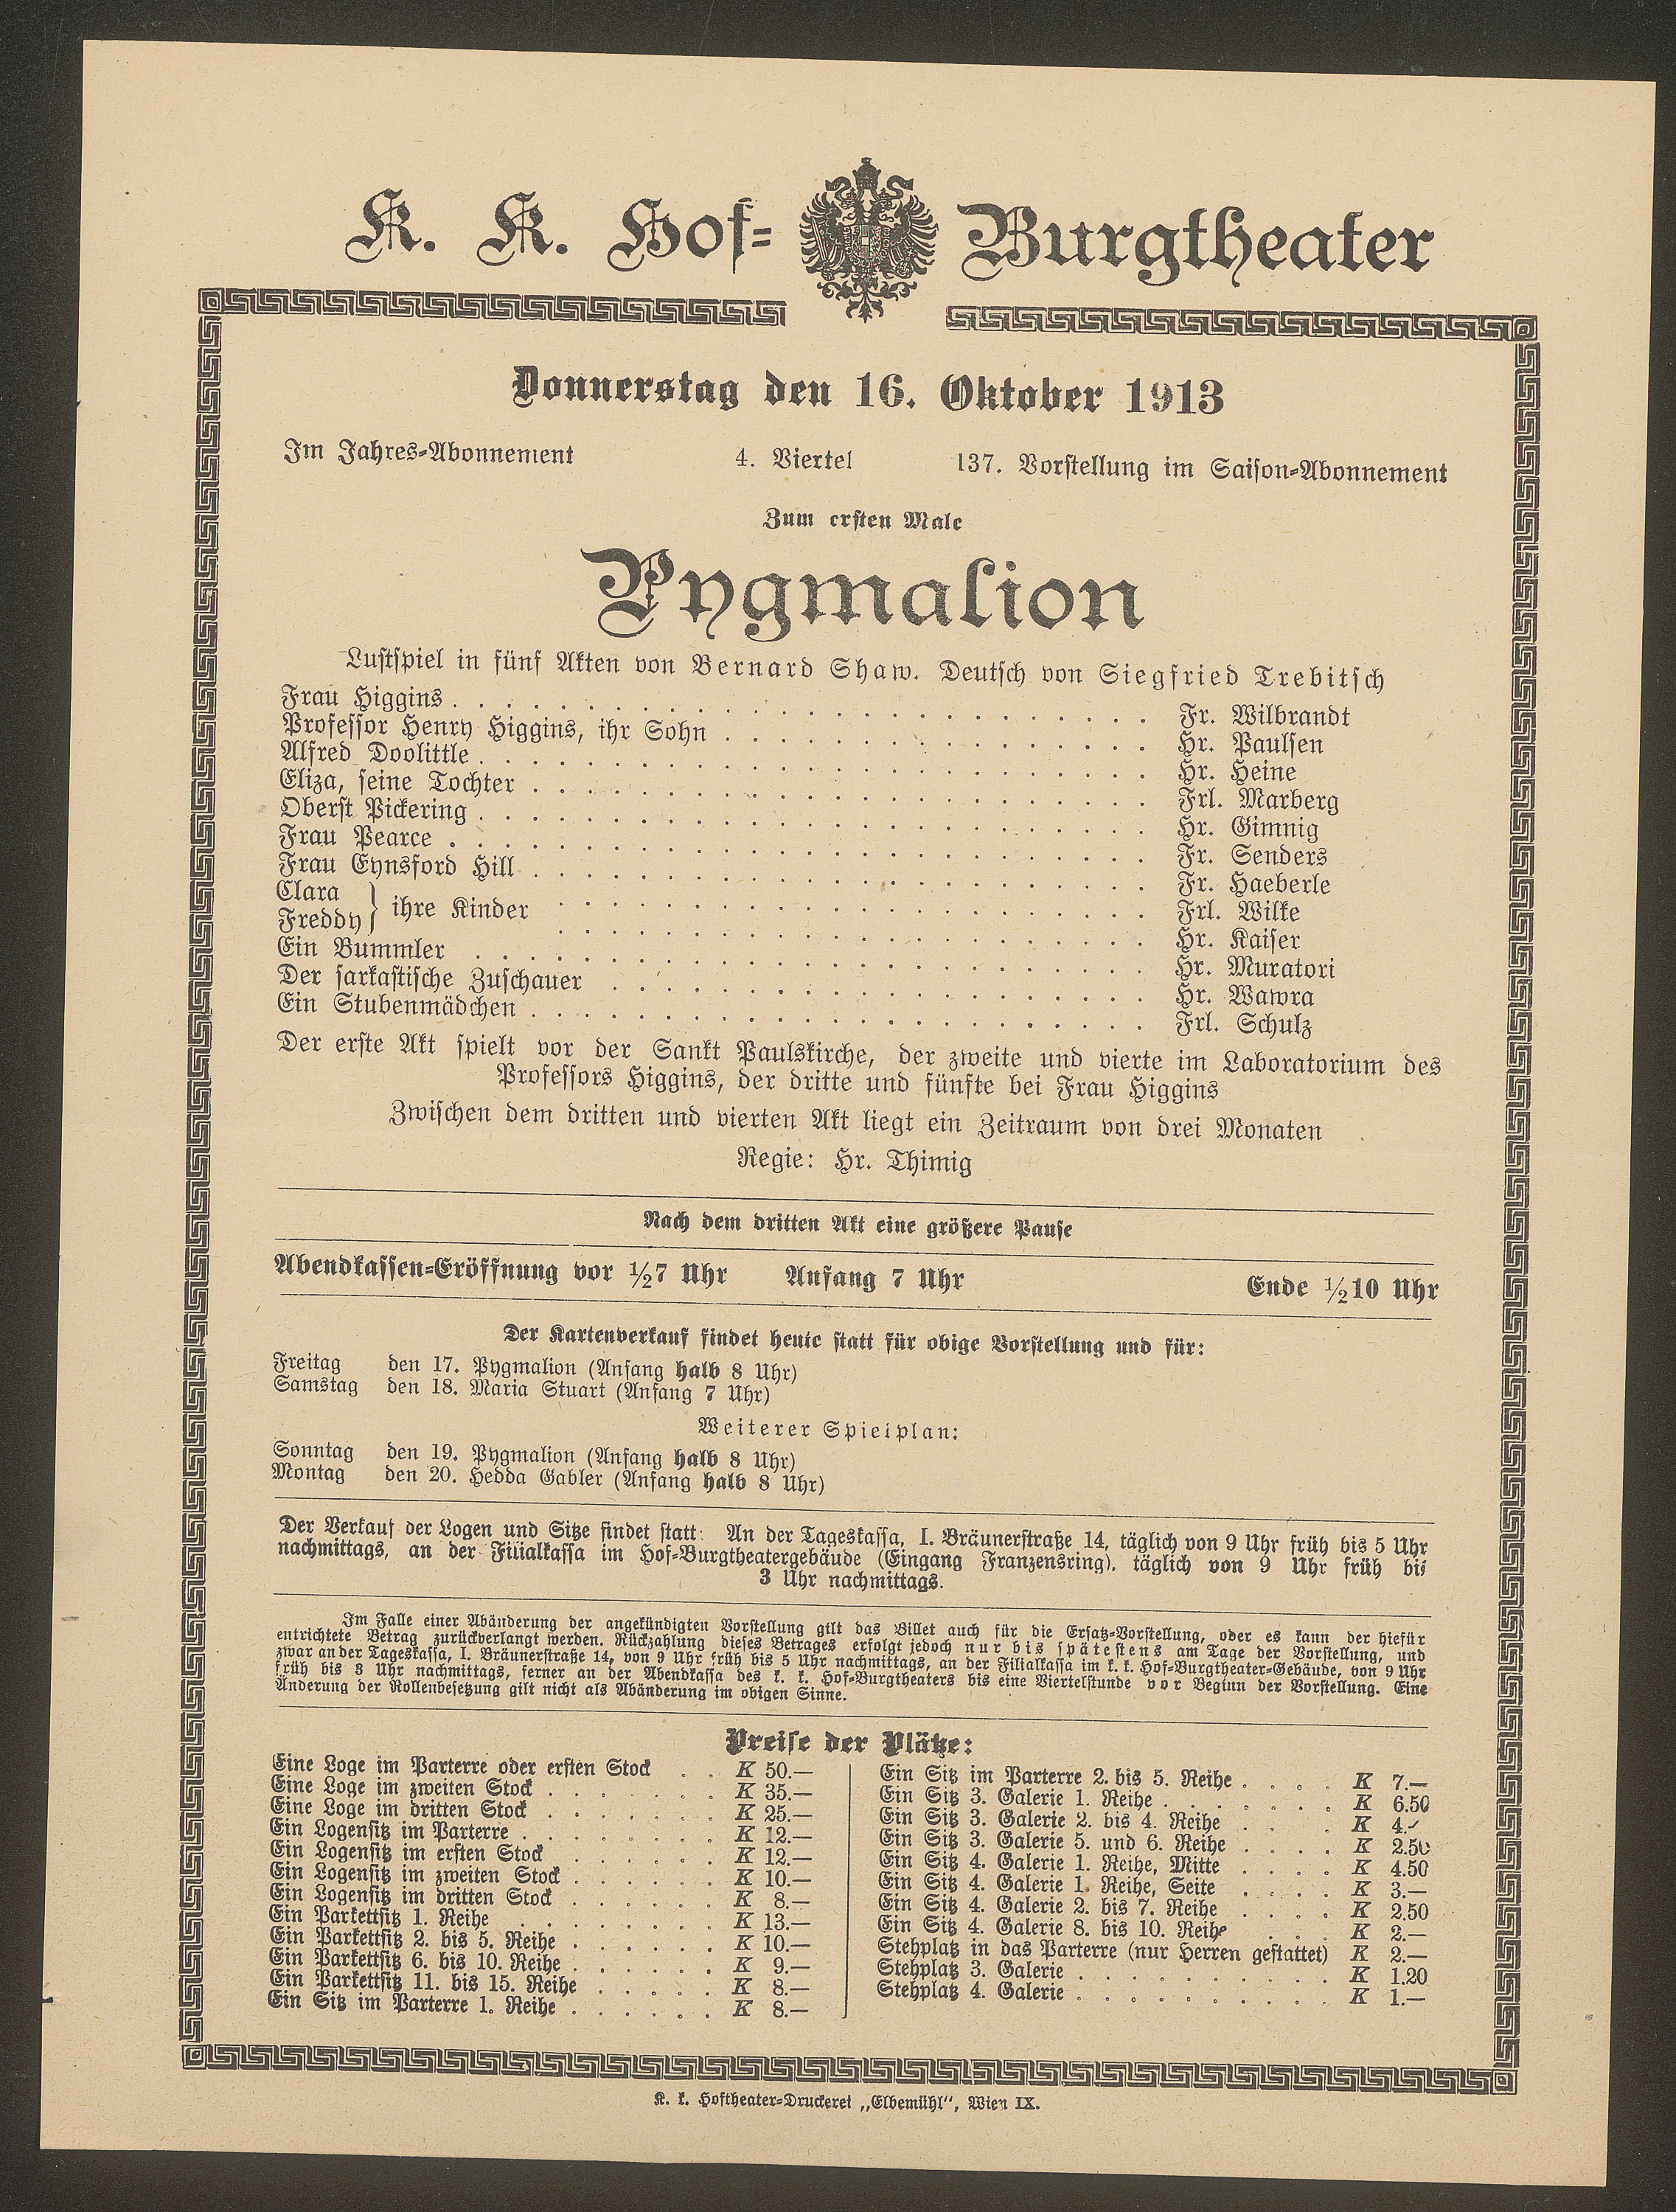 K. K. Hof= Burgtheater
Donnerstag den 16. Oktober 1913
Im Jahres=Abonnement 4. Viertel 137. Vorstellung im Saison=Abonnement
Zum ersten Male
Pygmalion
Lustspiel in fünf Akten von Bernard Shaw. Deutsch von Siegfried Trebitsch
Frau Higgins . . . Fr. Wilbrandt
Professor Henry Higgins, ihr Sohn . . . Hr. Paulsen
Alfred Doolittle . . . Hr. Heine
Eliza, seine Tochter . . . Frl. Marberg
Oberst Pickering . . . Hr. Gimnig
Frau Pearce . . . Fr. Senders
Frau Eynsford Hill . . . Fr. Haeberle
Clara } ihre Kinder . . . Frl. Wilke
Freddy } . . . Hr. Kaiser
Ein Bummler . . . Hr. Muratori
Der sarkastische Zuschauer . . . Hr. Wawra
Ein Stubenmädchen . . . Frl. Schulz
Der erste Akt spielt vor der Sankt Paulskirche, der zweite und vierte im Laboratorium des
Professors Higgins, der dritte und fünfte bei Frau Higgins
Zwischen dem dritten und vierten Akt liegt ein Zeitraum von drei Monaten
Regie: Hr. Thimig
Nach dem dritten Akt eine größere Pause
Abendkassen=Eröffnung vor ½7 Uhr Anfang 7 Uhr Ende ½10 Uhr
Der Kartenverkauf findet heute statt für obige Vorstellung und für:
Freitag den 17. Pygmalion (Anfang halb 8 Uhr)
Samstag den 18. Maria Stuart (Anfang 7 Uhr)
Weiterer Spielplan:
Sonntag den 19. Pygmalion (Anfang halb 8 Uhr)
Montag den 20. Hedda Gabler (Anfang halb 8 Uhr)
Der Verkauf der Logen und Sitze findet statt: An der Tageskassa, I. Bräunerstraße 14, täglich von 9 Uhr früh bis 5 Uhr
nachmittags, an der Filialkassa im Hof=Burgtheatergebäude (Eingang Franzensring), täglich von 9 Uhr früh bis
3 Uhr nachmittags.
Im Falle einer Abänderung der angekündigten Vorstellung gilt das Billet auch für die Ersatz=Vorstellung, oder es kann der hiefür
entrichtete Betrag zurückverlangt werden. Rückzahlung dieses Betrages erfolgt jedoch nur bis spätestens am Tage der Vorstellung, und
zwar an der Tageskassa, I. Bräunerstraße 14, von 9 Uhr früh bis 5 Uhr nachmittags, an der Filialkassa im k. k. Hof=Burgtheater=Gebäude, von 9 Uhr
früh bis 3 Uhr nachmittags, ferner an der Abendkassa des k. k. Hof=Burgtheaters bis eine Viertelstunde vor Beginn der Vorstellung. Eine
Änderung der Rollenbesetzung gilt nicht als Abänderung im obigen Sinne.
Preise der Plätze:
Eine Loge im Parterre oder ersten Stock . . K 50.—
Eine Loge im zweiten Stock . . . K 35.—
Eine Loge im dritten Stock . . . K 25.—
Ein Logensitz im Parterre . . . K 12.—
Ein Logensitz im ersten Stock . . . K 12.—
Ein Logensitz im zweiten Stock . . . K 10.—
Ein Logensitz im dritten Stock . . . K 8.—
Ein Parkettsitz 1. Reihe . . . K 13.—
Ein Parkettsitz 2. bis 5. Reihe . . . K 10.—
Ein Parkettsitz 6. bis 10. Reihe . . . K 9.—
Ein Parkettsitz 11. bis 15. Reihe . . . K 8.—
Ein Sitz im Parterre 1. Reihe . . . K 8.—
Ein Sitz im Parterre 2. bis 5. Reihe . . . K 7.—
Ein Sitz 3. Galerie 1. Reihe . . . K 6.50
Ein Sitz 3. Galerie 2. bis 4. Reihe . . . K 4.—
Ein Sitz 3. Galerie 5. und 6. Reihe . . . K 2.50
Ein Sitz 4. Galerie 1. Reihe, Mitte . . . K 4.50
Ein Sitz 4. Galerie 1. Reihe, Seite . . . K 3.—
Ein Sitz 4. Galerie 2. bis 7. Reihe . . . K 2.50
Ein Sitz 4. Galerie 8. bis 10. Reihe . . . K 2.—
Stehplatz in das Parterre (nur Herren gestattet) K 2.—
Stehplatz 3. Galerie . . . K 1.20
Stehplatz 4. Galerie . . . K 1.—
K. k. Hoftheater=Druckerei „Elbemühl“, Wien IX.